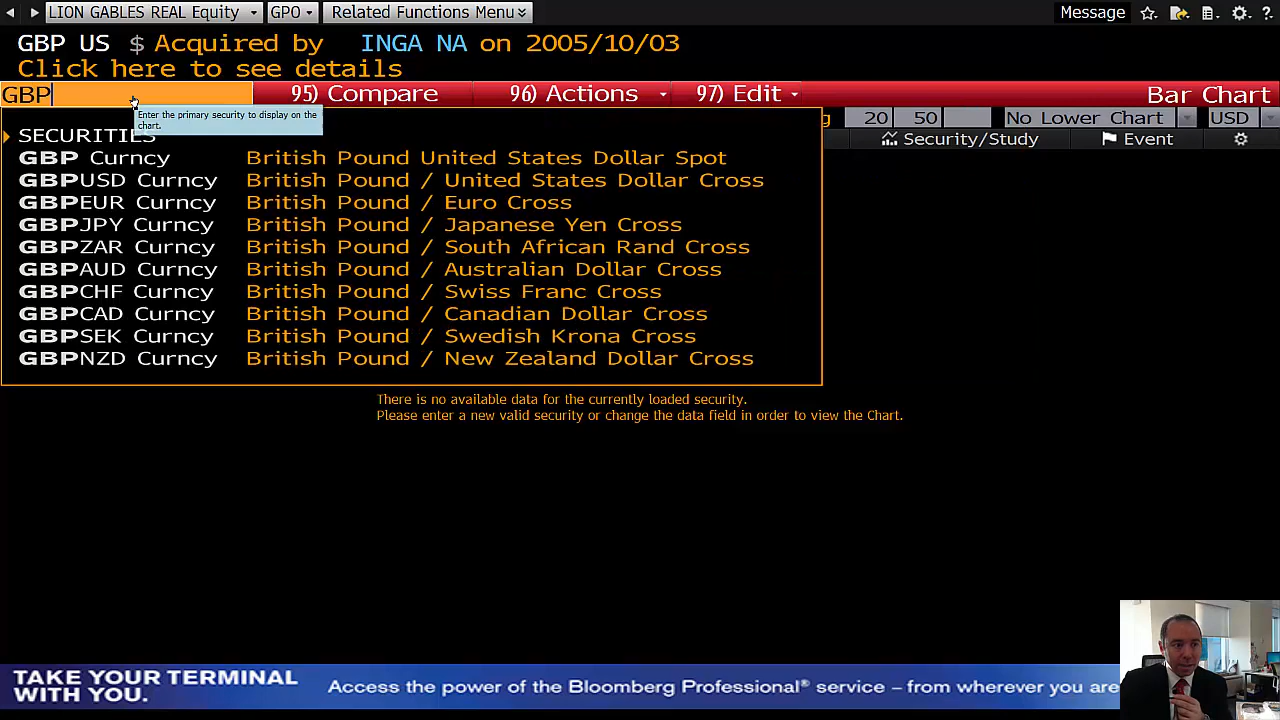 LION GABLES REAL Equity GPO Related Functions Menu Message
GBP US $ Acquired by INGA NA on 2005/10/03
Click here to see details
GBP 95) Compare 96) Actions 97) Edit Bar Chart
Enter the primary security to display on the
chart.
g 20 50 No Lower Chart USD
SECURITIES Security/Study Event
GBP Curncy British Pound United States Dollar Spot
GBPUSD Curncy British Pound / United States Dollar Cross
GBPEUR Curncy British Pound / Euro Cross
GBPJPY Curncy British Pound / Japanese Yen Cross
GBPZAR Curncy British Pound / South African Rand Cross
GBPAUD Curncy British Pound / Australian Dollar Cross
GBPCHF Curncy British Pound / Swiss Franc Cross
GBPCAD Curncy British Pound / Canadian Dollar Cross
GBPSEK Curncy British Pound / Swedish Krona Cross
GBPNZD Curncy British Pound / New Zealand Dollar Cross
There is no available data for the currently loaded security.
Please enter a new valid security or change the data field in order to view the Chart.
TAKE YOUR TERMINAL
WITH YOU.
Access the power of the Bloomberg Professional® service – from wherever you are